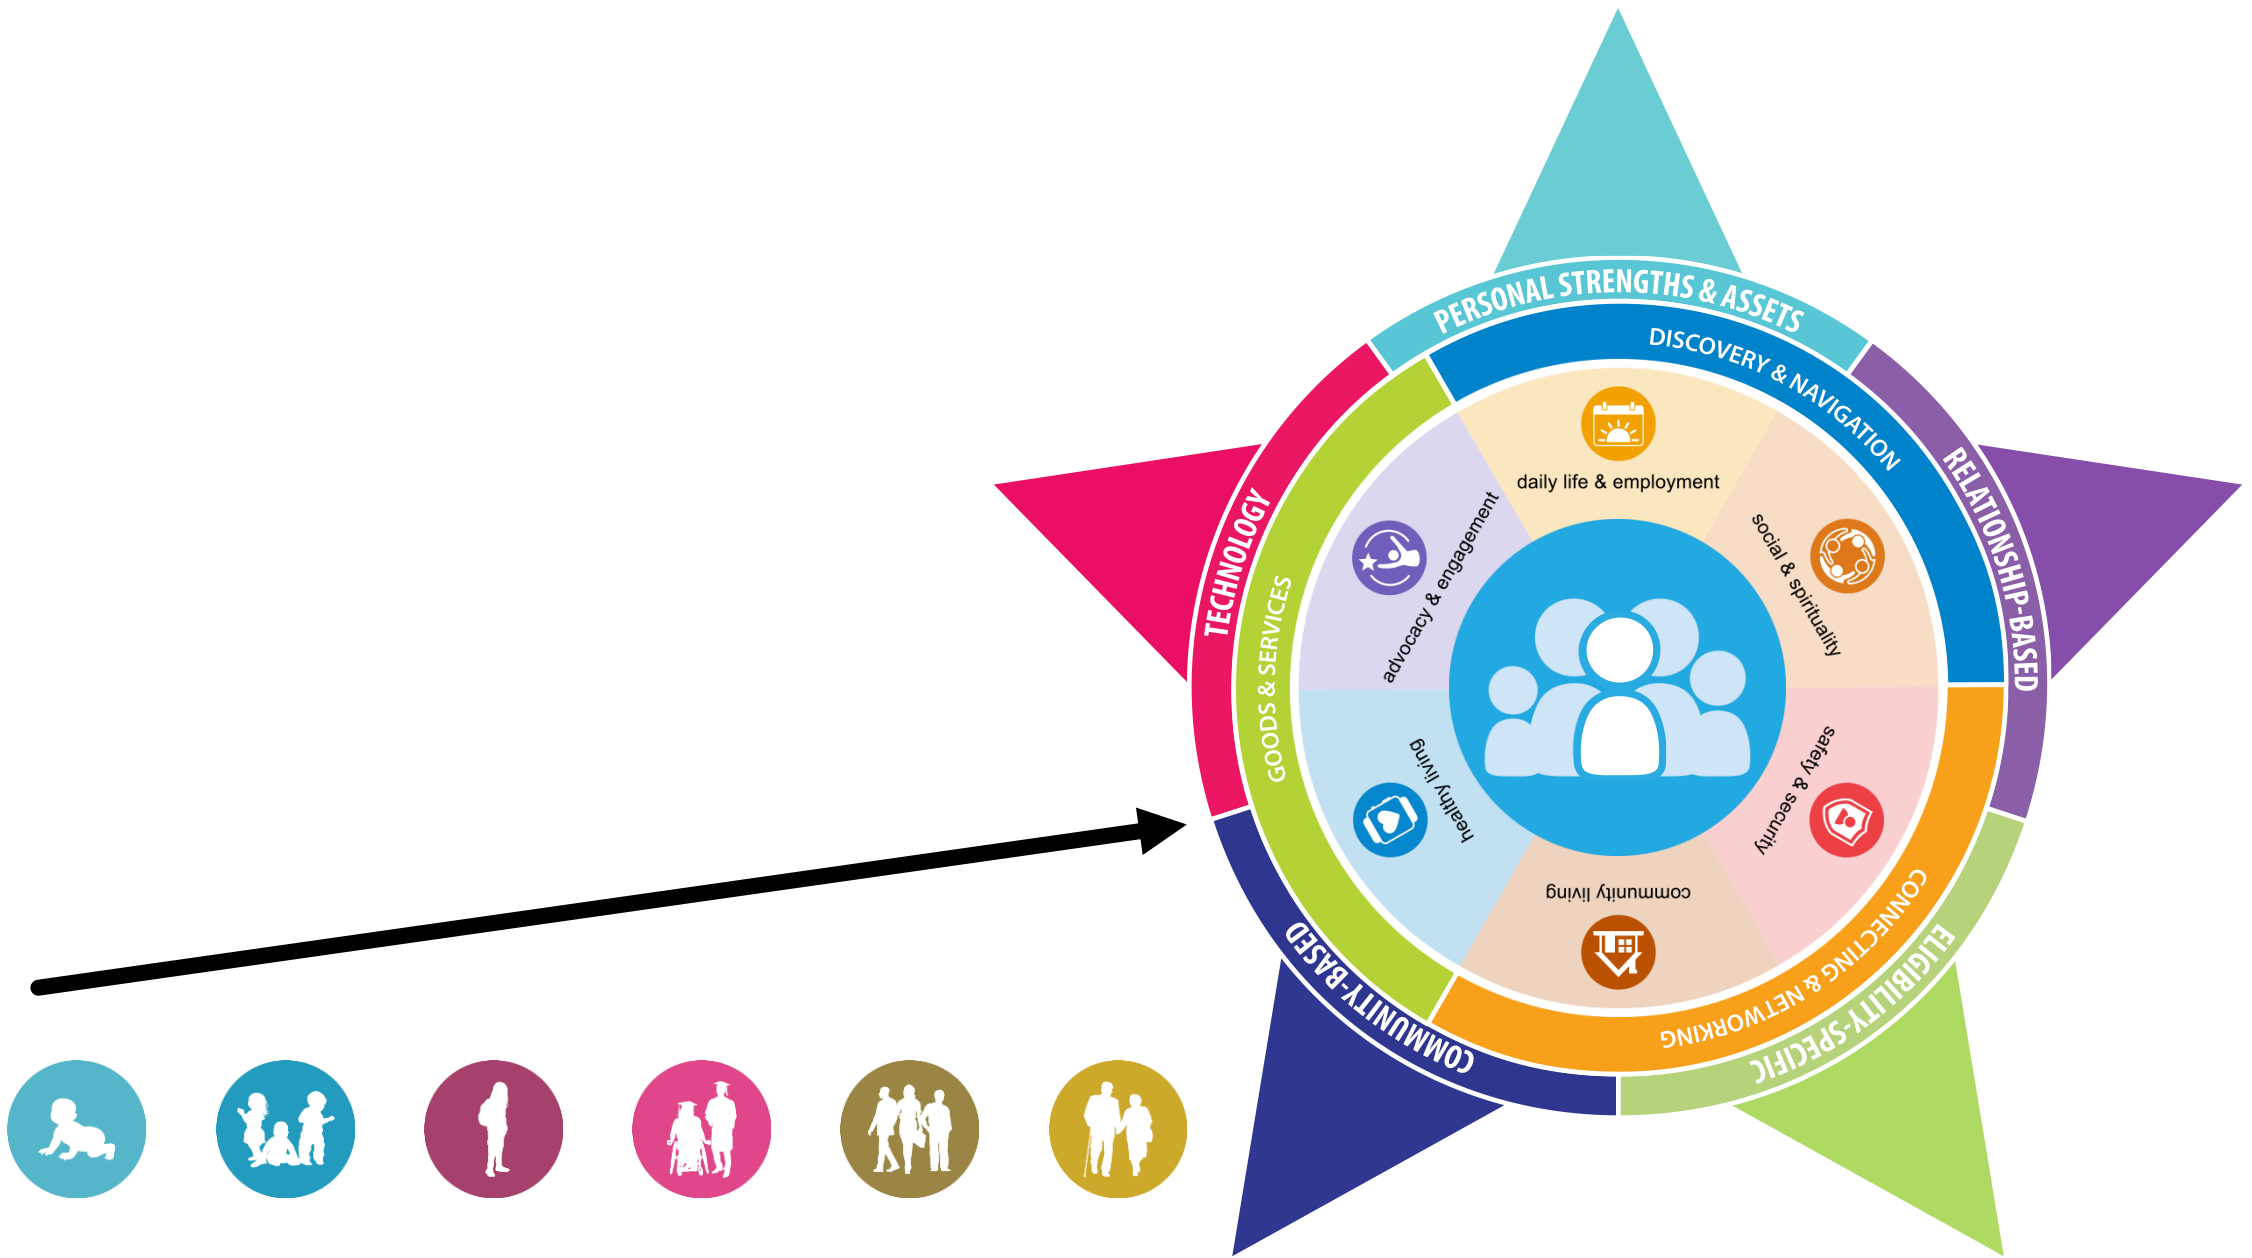 PERSONAL STRENGTHS & ASSETS
RELATIONSHIP-BASED
ELIGIBILITY-SPECIFIC
COMMUNITY-BASED
TECHNOLOGY
DISCOVERY & NAVIGATION
CONNECTING & NETWORKING
GOODS & SERVICES
daily life & employment
social & spirituality
safety & security
community living
healthy living
advocacy & engagement